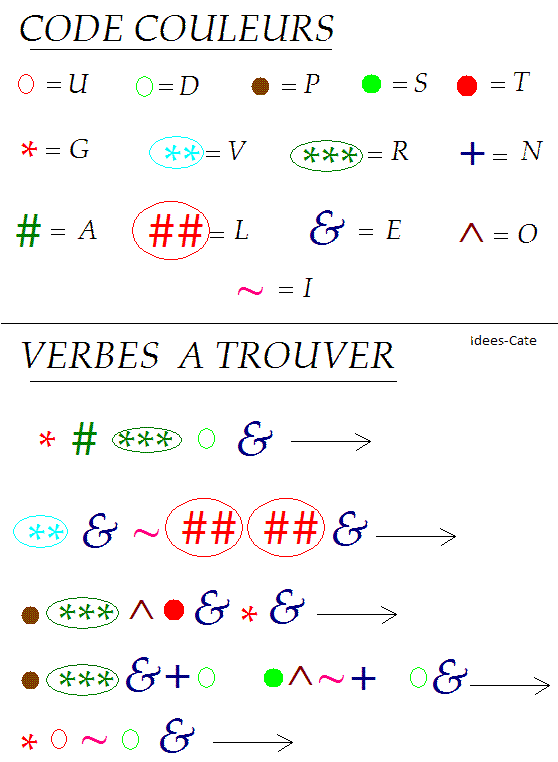 CODE COULEURS
= U = D = P = S = T
* = G ** = V *** = R + = N
# = A ## = L & = E ^ = O
~ = I
idees-Cate
VERBES A TROUVER
* # *** &
** & ~ ## ## &
*** ^ & * &
*** & + ^ ~ + &
* ~ &